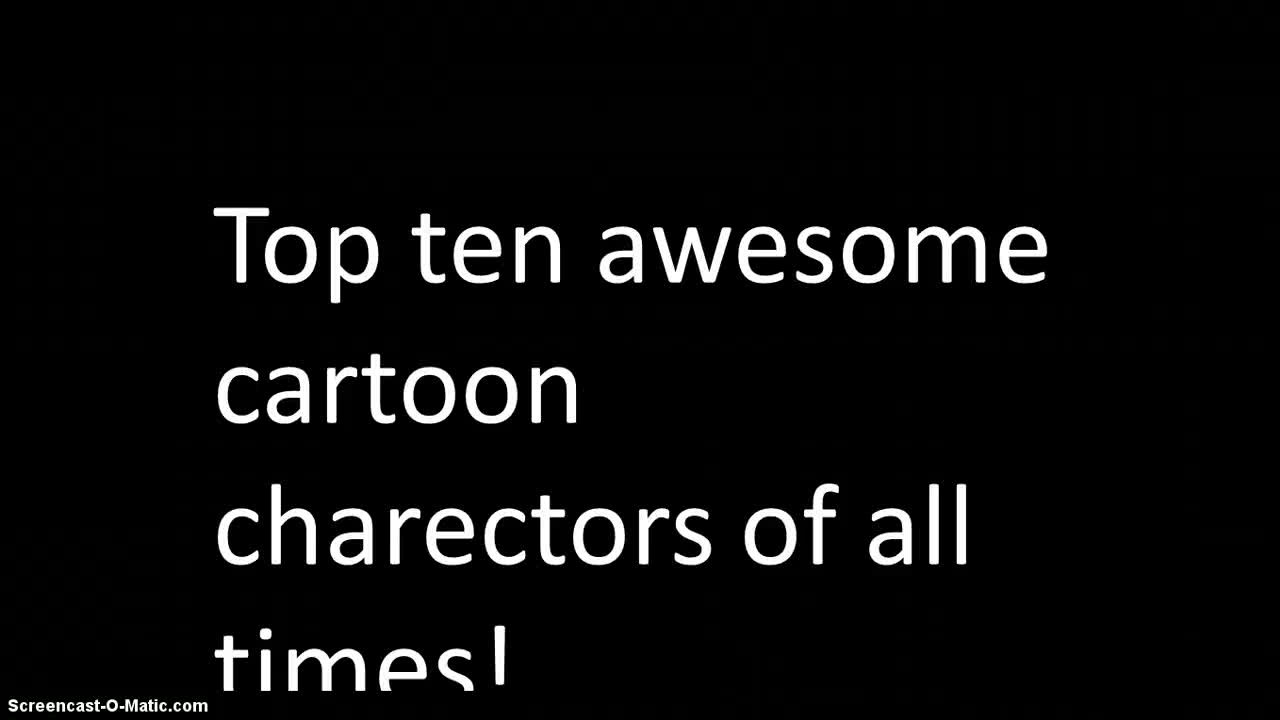 Top ten awesome
cartoon
charectors of all
times!
Screencast-O-Matic.com